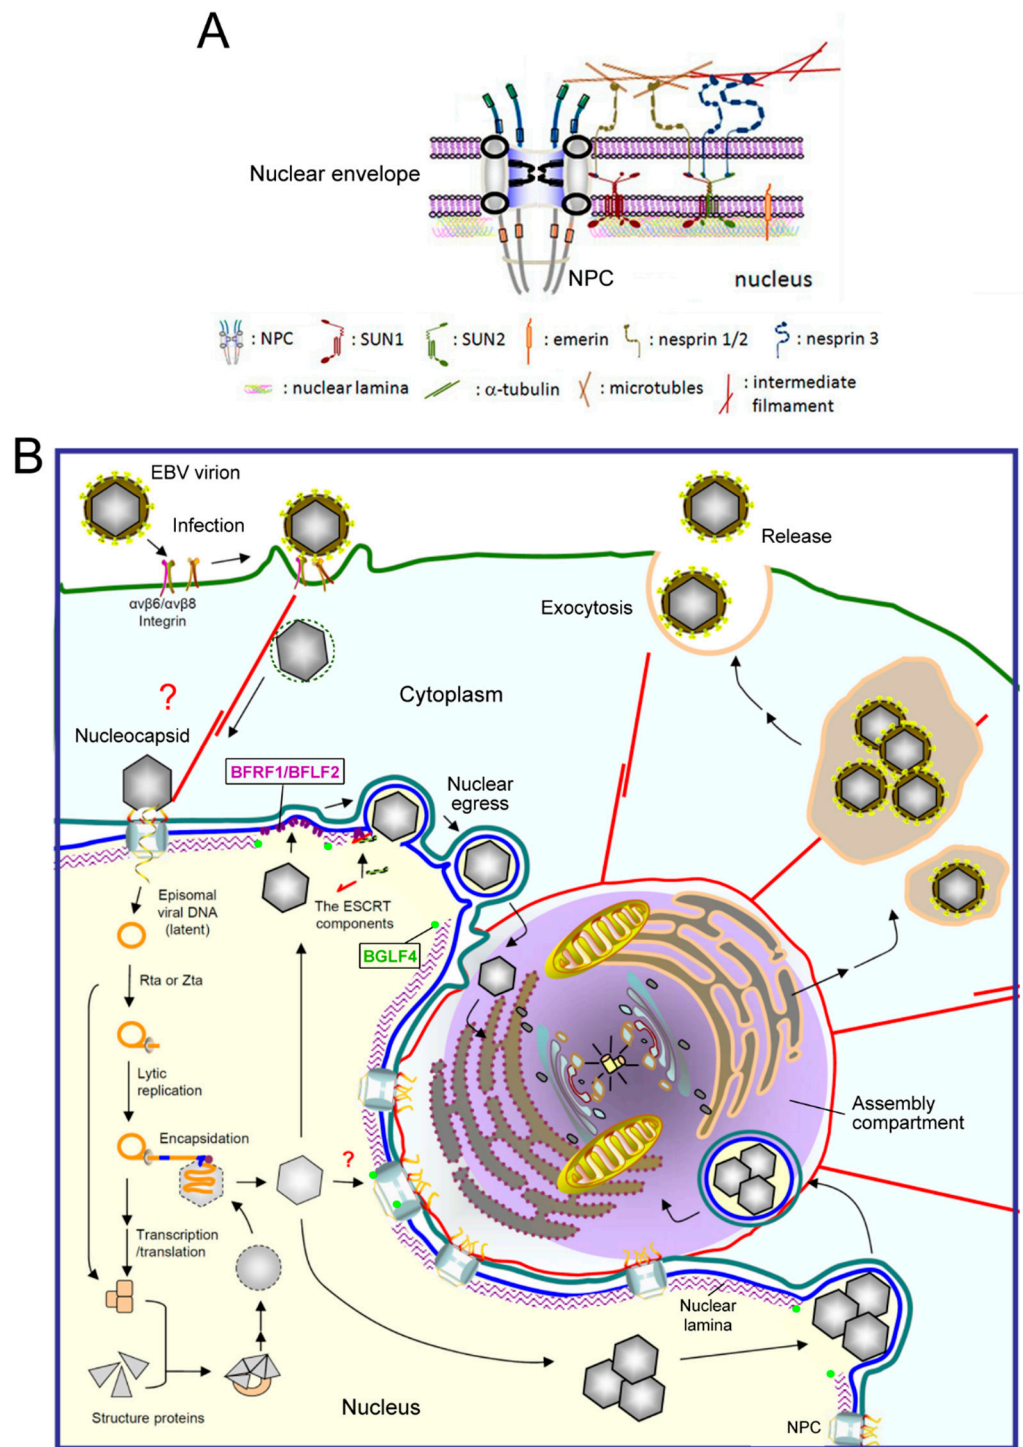 A
Nuclear envelope
NPC
nucleus
: NPC
: SUN1
: SUN2
: emerin
: nesprin 1/2
: nesprin 3
: nuclear lamina
: α-tubulin
: microtubles
: intermediate
filmament
B
EBV virion
Infection
αvβ6/αvβ8
Integrin
Release
Exocytosis
?
Cytoplasm
Nucleocapsid
BFRF1/BFLF2
Nuclear
egress
Episomal
viral DNA
(latent)
The ESCRT
components
BGLF4
Rta or Zta
Lytic
replication
Encapsidation
?
Assembly
compartment
Transcription
/translation
Nuclear
lamina
Structure proteins
Nucleus
NPC